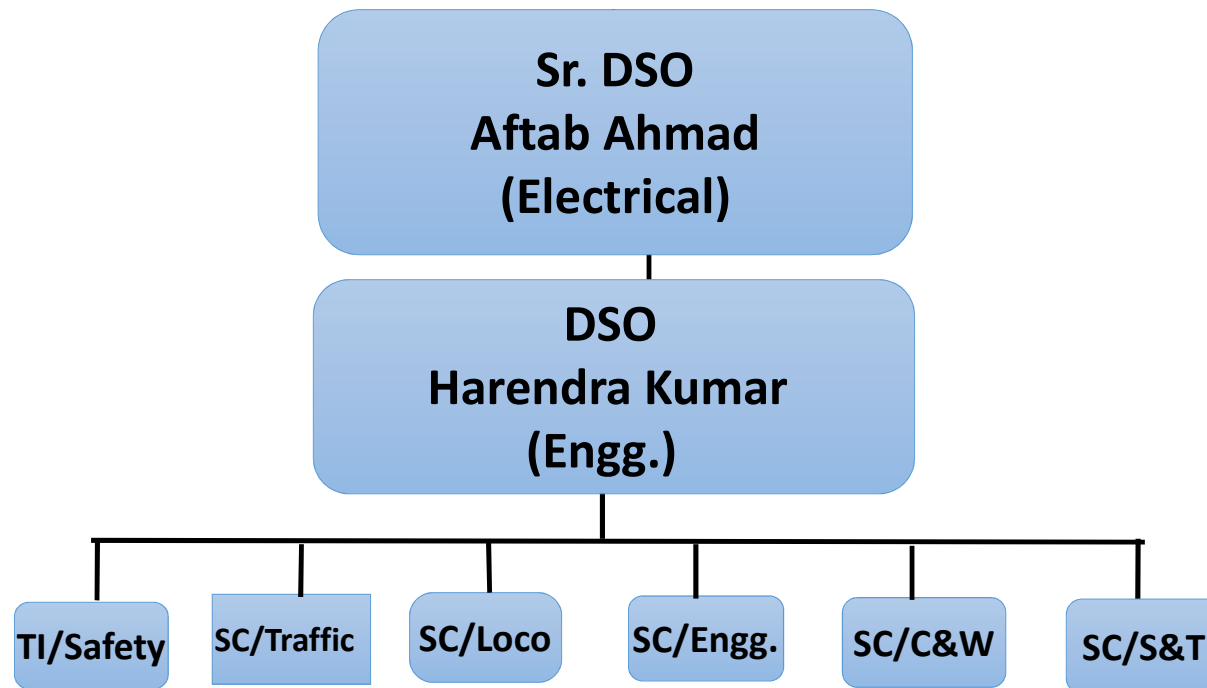 Sr. DSO
Aftab Ahmad
(Electrical)
DSO
Harendra Kumar
(Engg.)
TI/Safety
SC/Traffic
SC/Loco
SC/Engg.
SC/C&W
SC/S&T